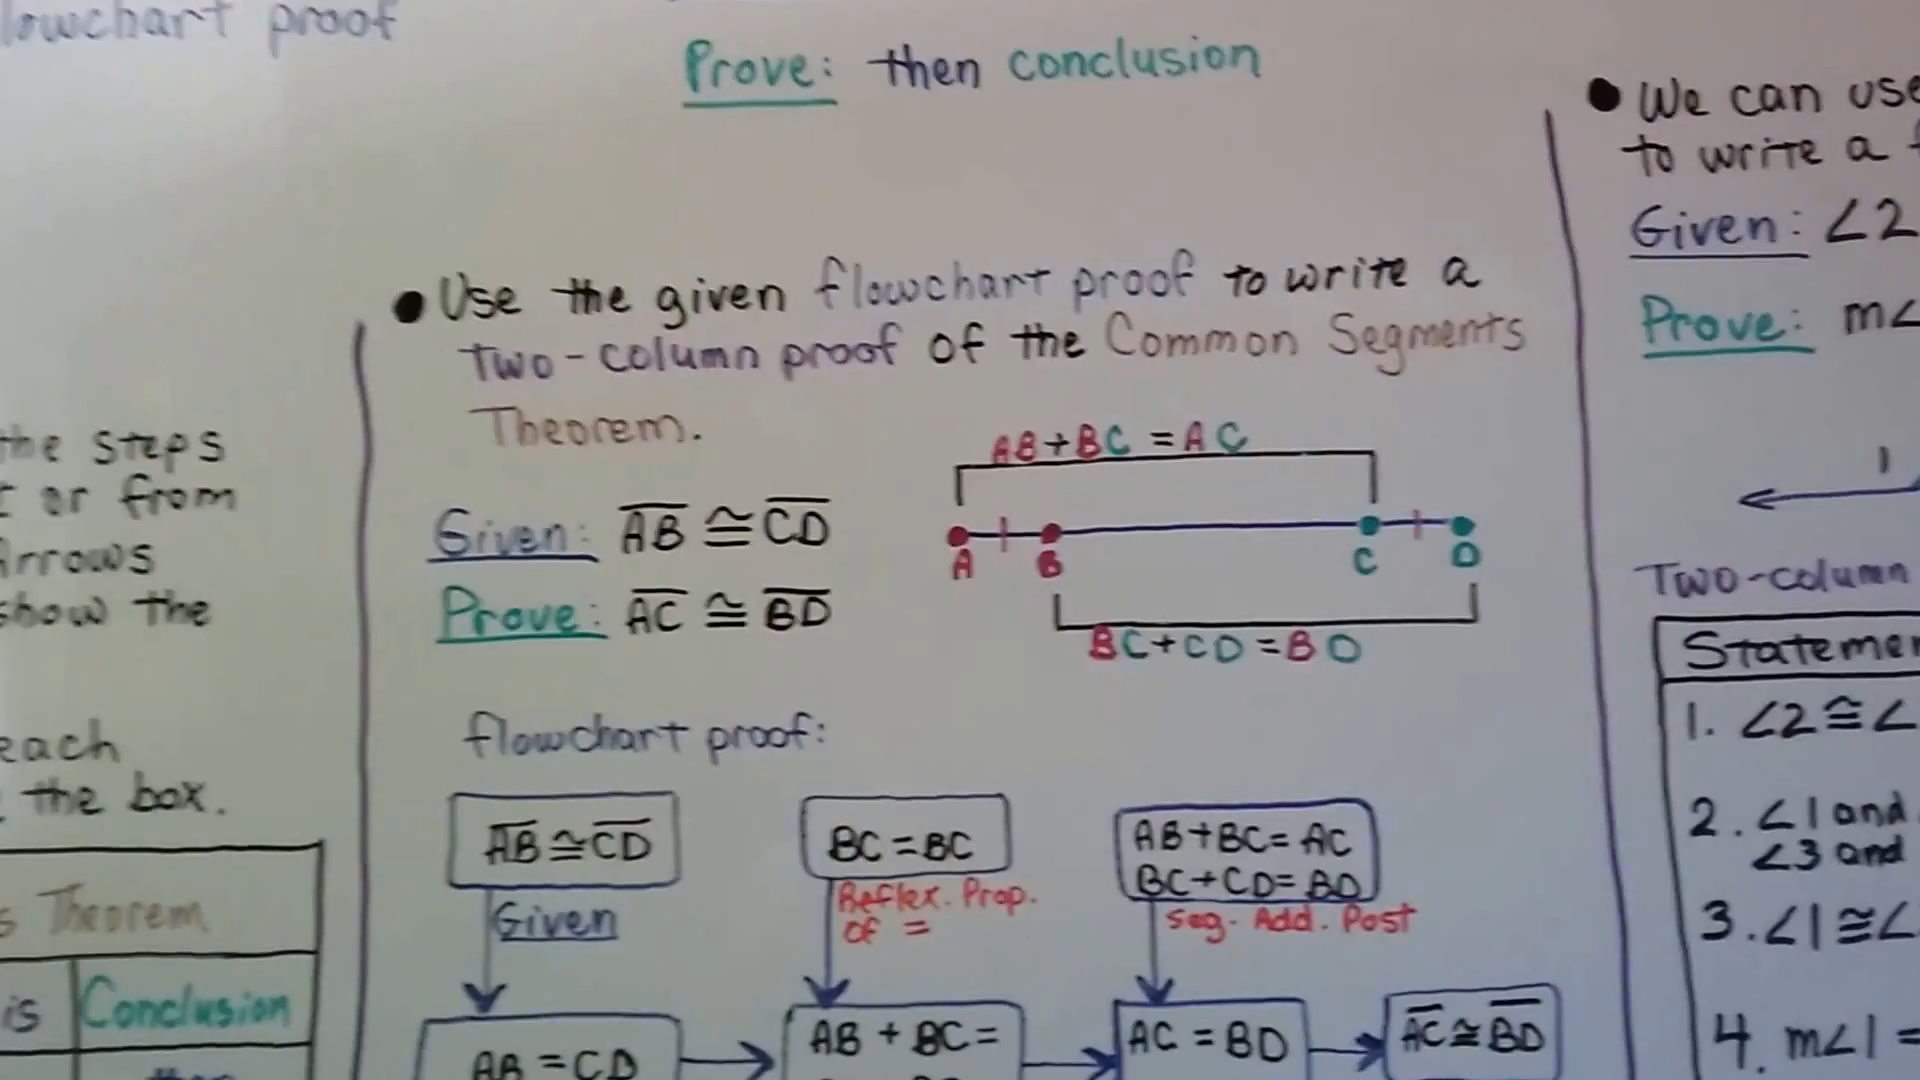 flowchart proof
Prove: then conclusion
the steps
or from
Arrows
show the
each
the box.
Theorem
is Conclusion
● Use the given flowchart proof to write a
two-column proof of the Common Segments
Theorem.
AB+BC = AC
Given: AB ≅ CD
A B C D
Prove: AC ≅ BD
BC+CD = BD
flowchart proof:
AB ≅ CD
Given
BC = BC
Reflex. Prop.
of =
AB+BC = AC
BC+CD = BD
Seg. Add. Post
AB = CD
AB + BC =
AC = BD
AC ≅ BD
● We can use
to write a
Given: ∠2
Prove: m∠
1
Two-column
1. ∠2 ≅ ∠
2. ∠1 and
∠3 and
3. ∠1 ≅ ∠
4. m∠1 =